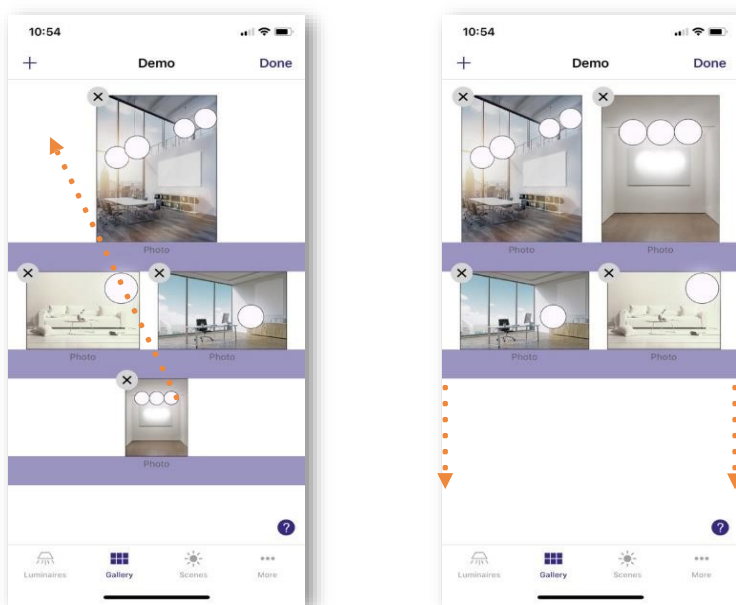 10:54
+ Demo Done
Photo
Photo Photo
Photo
?
Luminaires Gallery Scenes More
10:54
+ Demo Done
Photo Photo
Photo Photo
?
Luminaires Gallery Scenes More